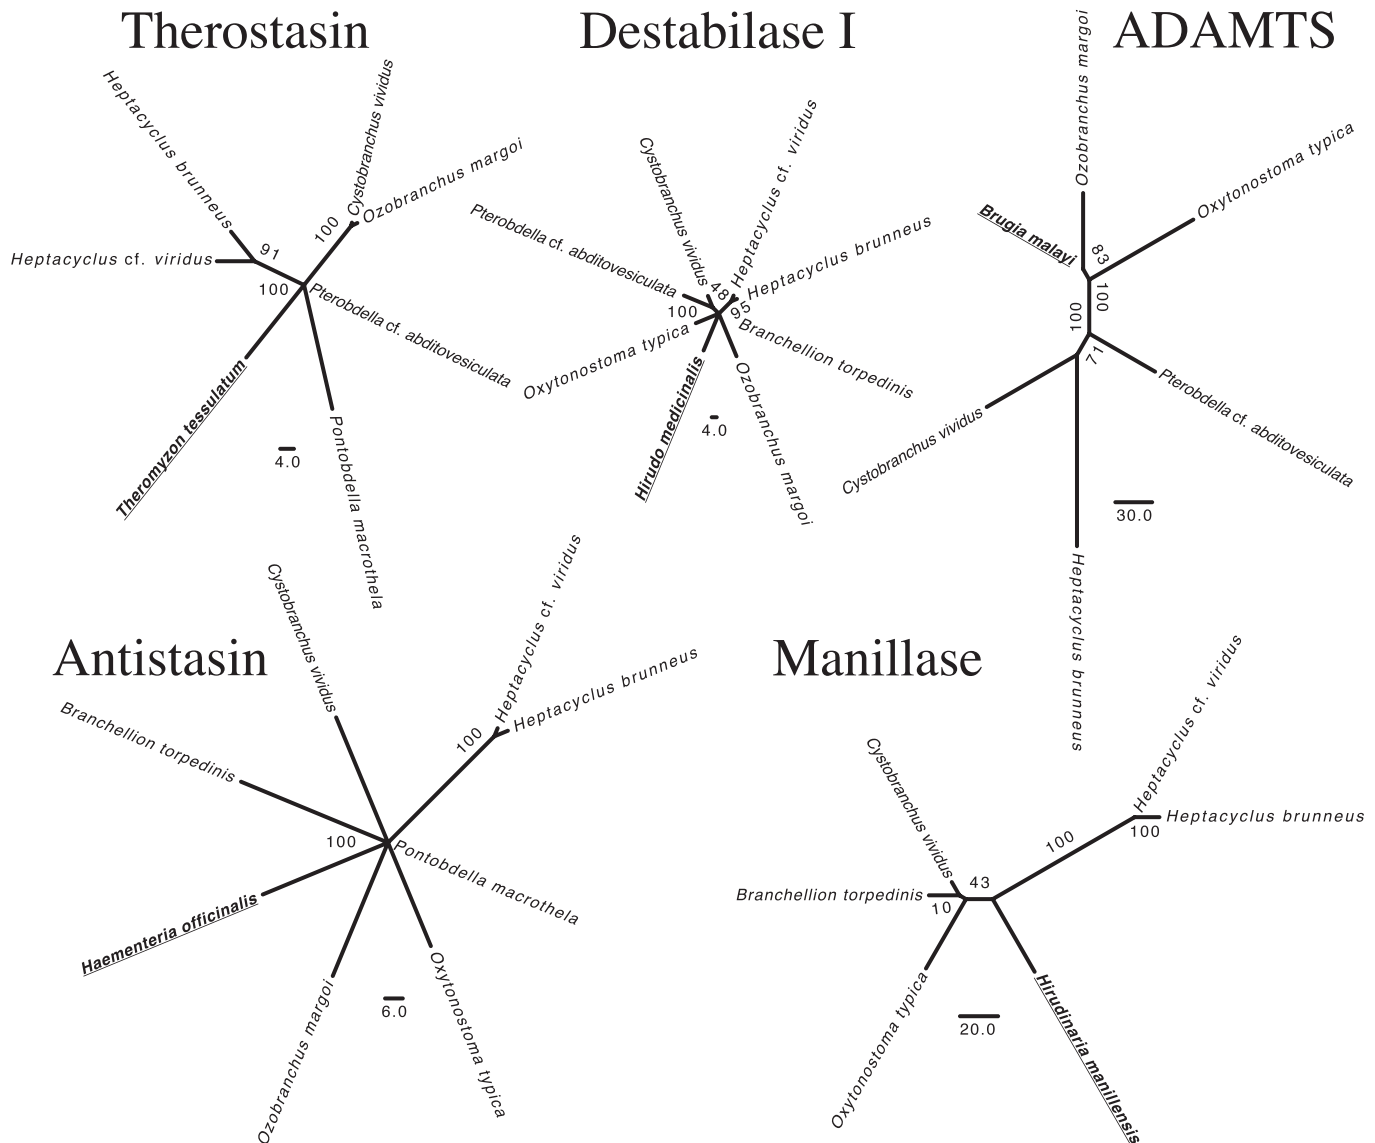 Therostasin
Heptacyclus brunneus
Cystobranchus vividus
Ozobranchus margoi
100
91
Heptacyclus cf. viridus
100
Pterobdella cf. abditovesiculata
Theromyzon tessulatum
Pontobdella macrothela
4.0
Destabilase I
Cystobranchus vividus
Heptacyclus cf. viridus
Pterobdella cf. abditovesiculata
Heptacyclus brunneus
48
95
100
Oxytonostoma typica
Branchellion torpedinis
Hirudo medicinalis
Ozobranchus margoi
4.0
ADAMTS
Ozobranchus margoi
Oxytonostoma typica
Brugia malayi
83
100
100
71
Pterobdella cf. abditovesiculata
Cystobranchus vividus
Heptacyclus brunneus
30.0
Antistasin
Cystobranchus vividus
Heptacyclus cf. viridus
Heptacyclus brunneus
Branchellion torpedinis
100
100
Pontobdella macrothela
Haementeria officinalis
Ozobranchus margoi
Oxytonostoma typica
6.0
Manillase
Heptacyclus cf. viridus
Cystobranchus vividus
Heptacyclus brunneus
100
100
43
Branchellion torpedinis
10
Oxytonostoma typica
Hirudinaria manillensis
20.0